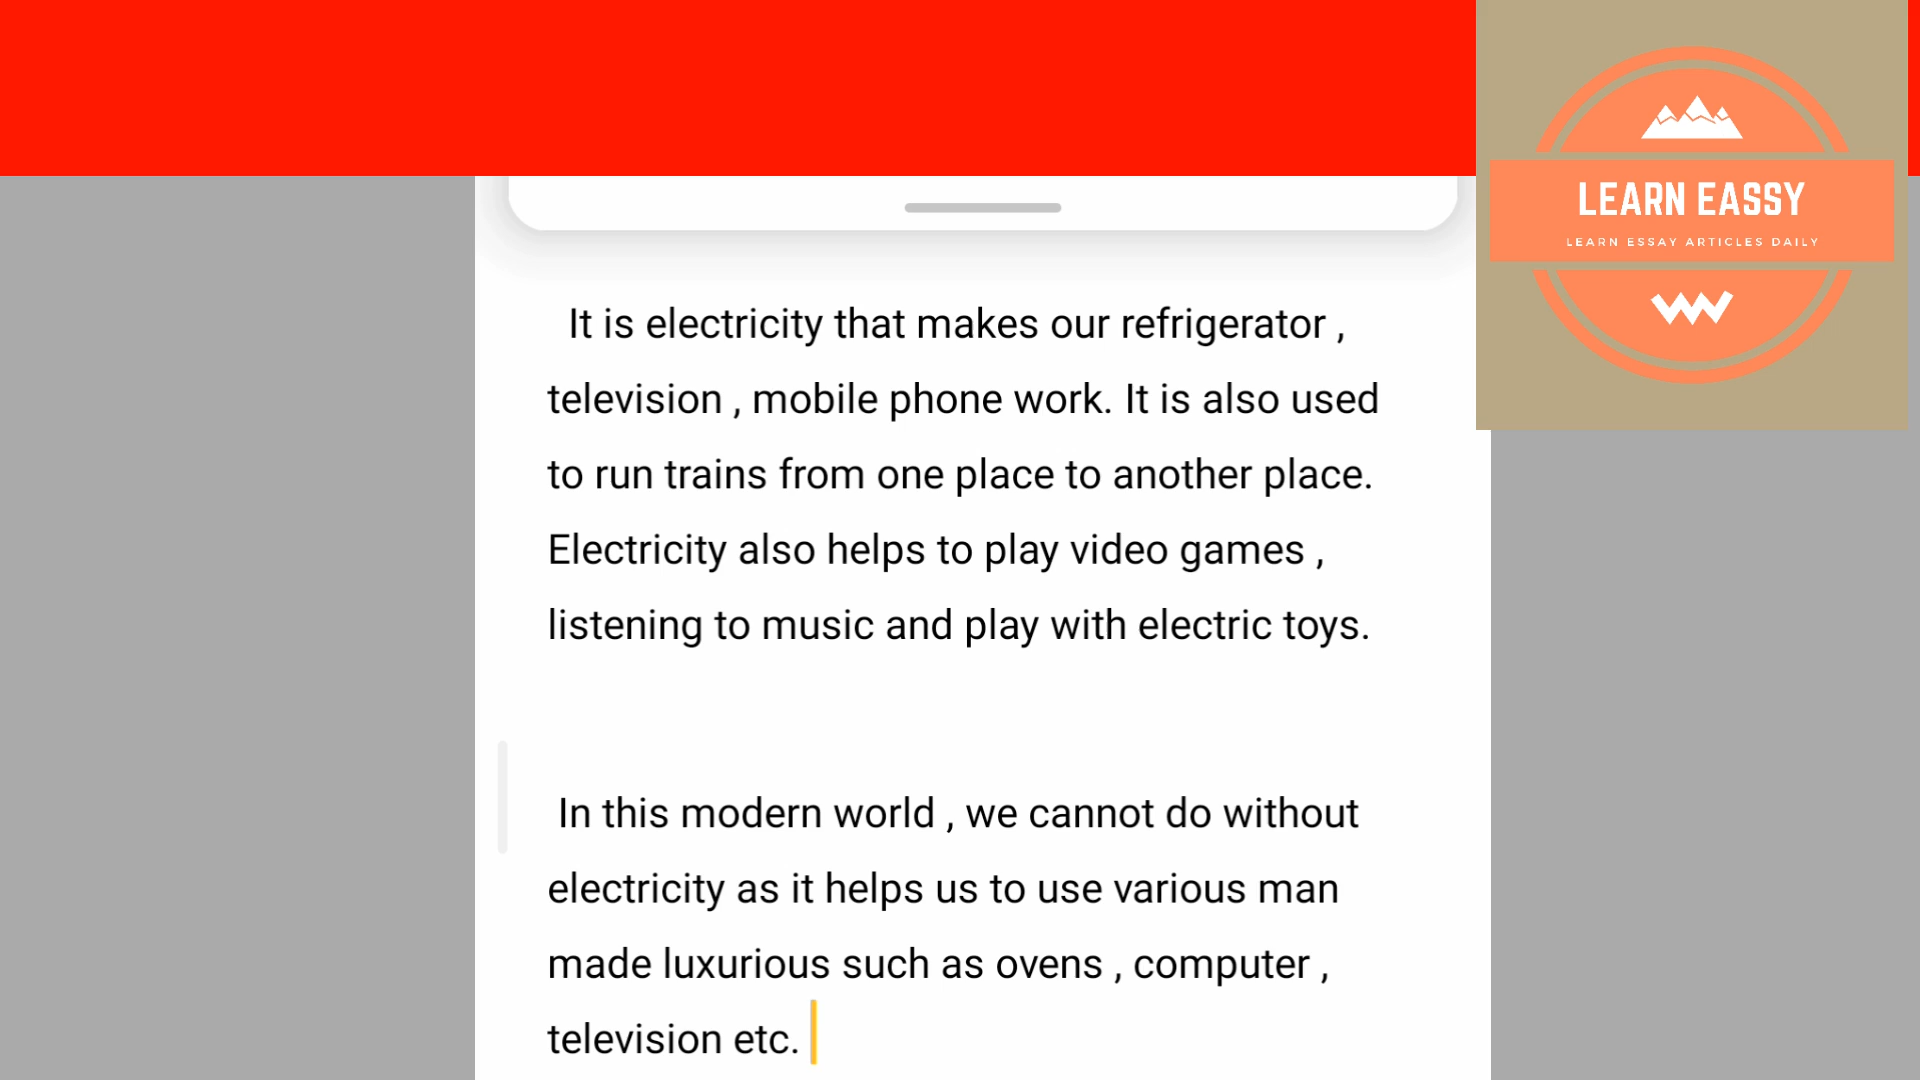 LEARN EASSY
LEARN ESSAY ARTICLES DAILY
It is electricity that makes our refrigerator ,
television , mobile phone work. It is also used
to run trains from one place to another place.
Electricity also helps to play video games ,
listening to music and play with electric toys.
In this modern world , we cannot do without
electricity as it helps us to use various man
made luxurious such as ovens , computer ,
television etc.